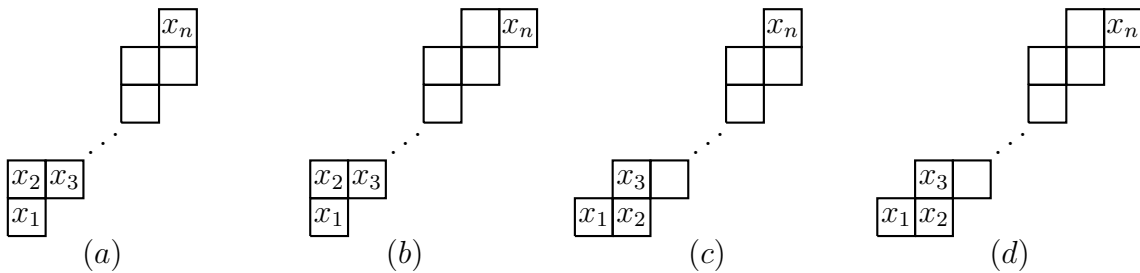 x_n x_n x_n x_n
x_2 x_3 x_2 x_3 x_3 x_3
x_1 x_1 x_1 x_2 x_1 x_2
(a) (b) (c) (d)